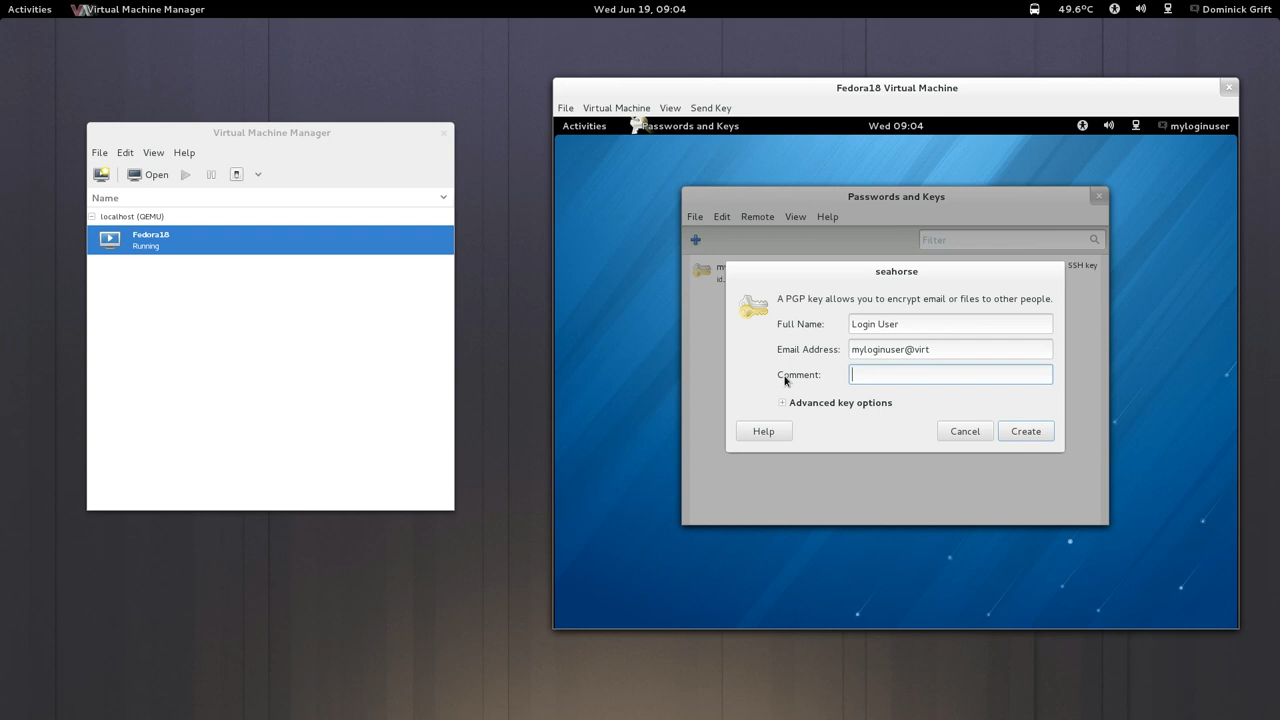 Activities Virtual Machine Manager Wed Jun 19, 09:04 49.6ºC Dominick Grift
Virtual Machine Manager
File Edit View Help
Open
Name
localhost (QEMU)
Fedora18
Running
Fedora18 Virtual Machine
File Virtual Machine View Send Key
Activities Passwords and Keys Wed 09:04 myloginuser
Passwords and Keys
File Edit Remote View Help
Filter
SSH key
seahorse
A PGP key allows you to encrypt email or files to other people.
Full Name: Login User
Email Address: myloginuser@virt
Comment:
Advanced key options
Help Cancel Create